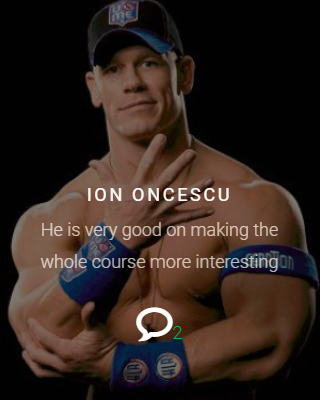 ION ONCESCU
He is very good on making the
whole course more interesting
2